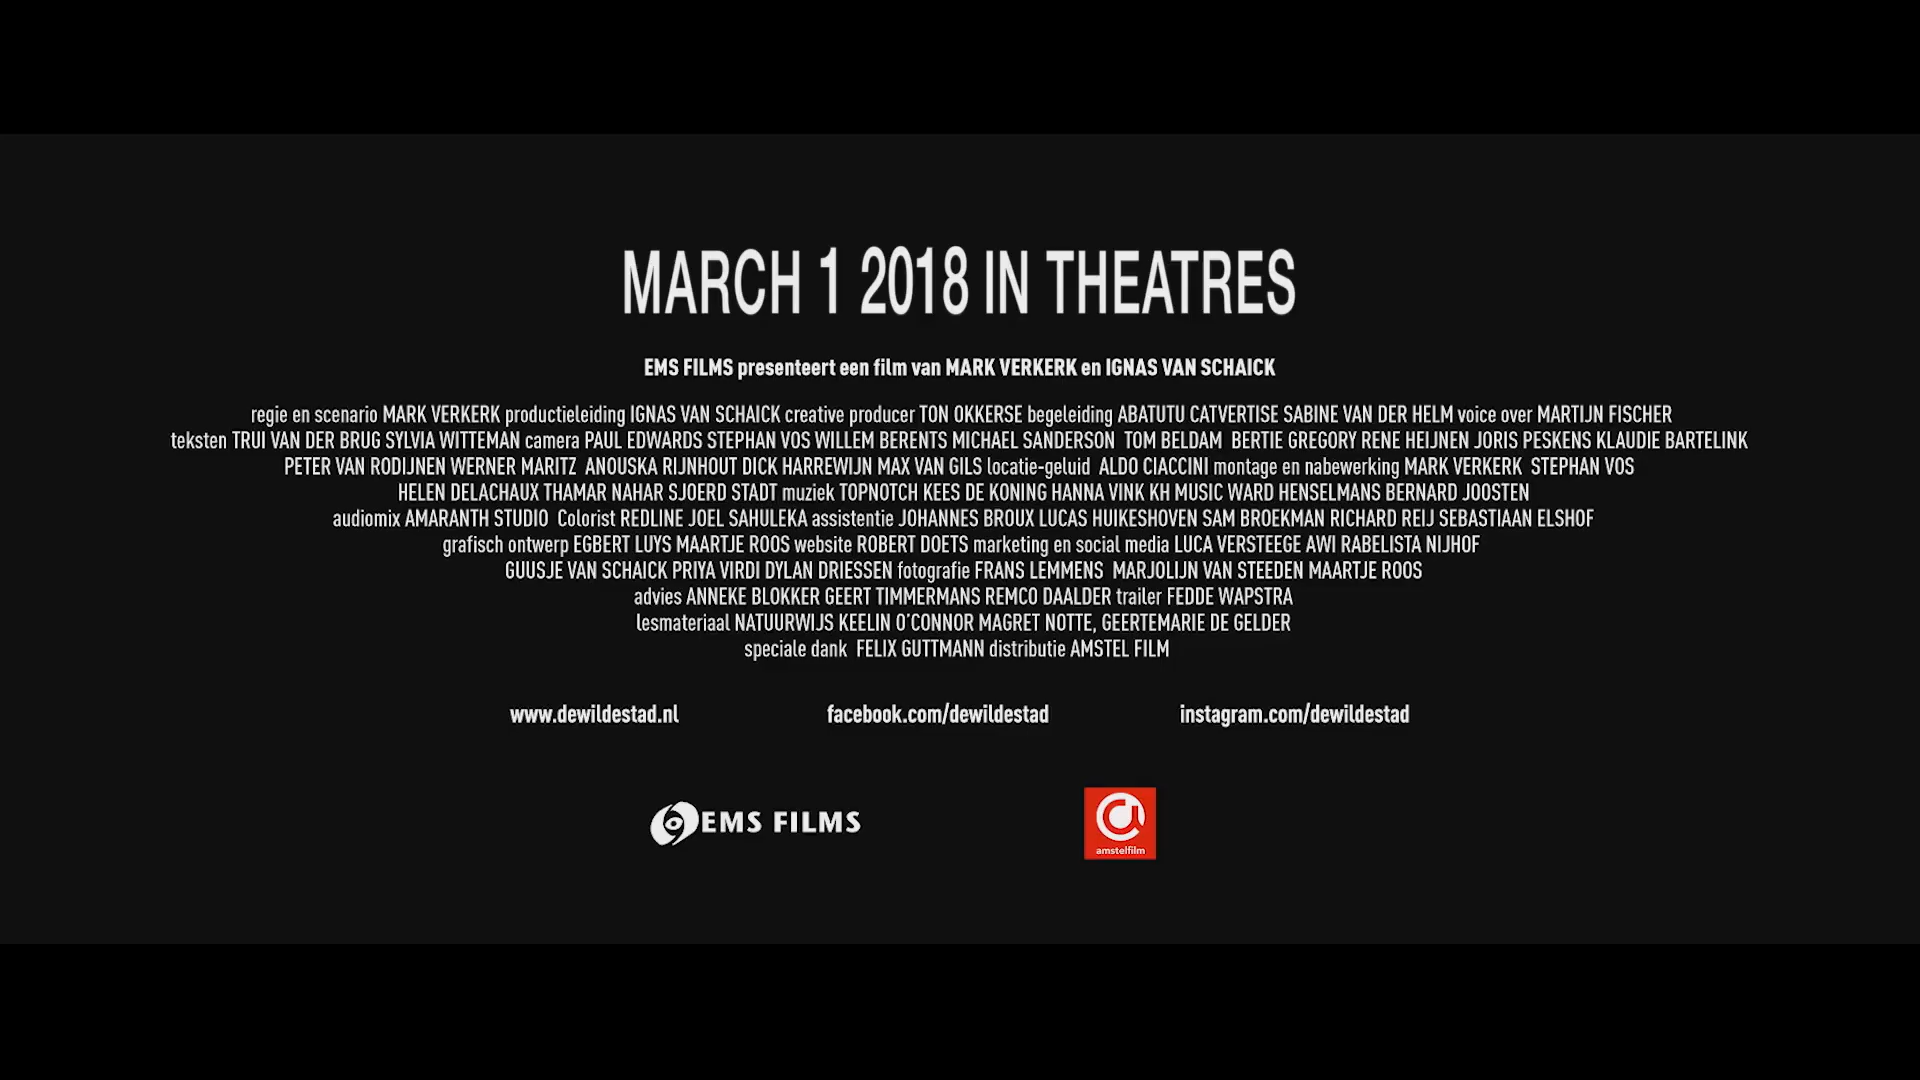 MARCH 1 2018 IN THEATRES
EMS FILMS presenteert een film van MARK VERKERK en IGNAS VAN SCHAICK
regie en scenario MARK VERKERK productieleiding IGNAS VAN SCHAICK creative producer TON OKKERSE begeleiding ABATUTU CATVERTISE SABINE VAN DER HELM voice over MARTIJN FISCHER
teksten TRUI VAN DER BRUG SYLVIA WITTEMAN camera PAUL EDWARDS STEPHAN VOS WILLEM BERENTS MICHAEL SANDERSON TOM BELDAM BERTIE GREGORY RENE HEIJNEN JORIS PESKENS KLAUDIE BARTELINK
PETER VAN RODIJNEN WERNER MARITZ ANOUSKA RIJNHOUT DICK HARREWIJN MAX VAN GILS locatie-geluid ALDO CIACCINI montage en nabewerking MARK VERKERK STEPHAN VOS
HELEN DELACHAUX THAMAR NAHAR SJOERD STADT muziek TOPNOTCH KEES DE KONING HANNA VINK KH MUSIC WARD HENSELMANS BERNARD JOOSTEN
audiomix AMARANTH STUDIO Colorist REDLINE JOEL SAHULEKA assistentie JOHANNES BROUX LUCAS HUIKESHOVEN SAM BROEKMAN RICHARD REIJ SEBASTIAAN ELSHOF
grafisch ontwerp EGBERT LUYS MAARTJE ROOS website ROBERT DOETS marketing en social media LUCA VERSTEEGE AWI RABELISTA NIJHOF
GUUSJE VAN SCHAICK PRIYA VIRDI DYLAN DRIESSEN fotografie FRANS LEMMENS MARJOLIJN VAN STEEDEN MAARTJE ROOS
advies ANNEKE BLOKKER GEERT TIMMERMANS REMCO DAALDER trailer FEDDE WAPSTRA
lesmateriaal NATUURWIJS KEELIN O'CONNOR MAGRET NOTTE, GEERTEMARIE DE GELDER
speciale dank FELIX GUTTMANN distributie AMSTEL FILM
www.dewildestad.nl facebook.com/dewildestad instagram.com/dewildestad
EMS FILMS
amstelfilm